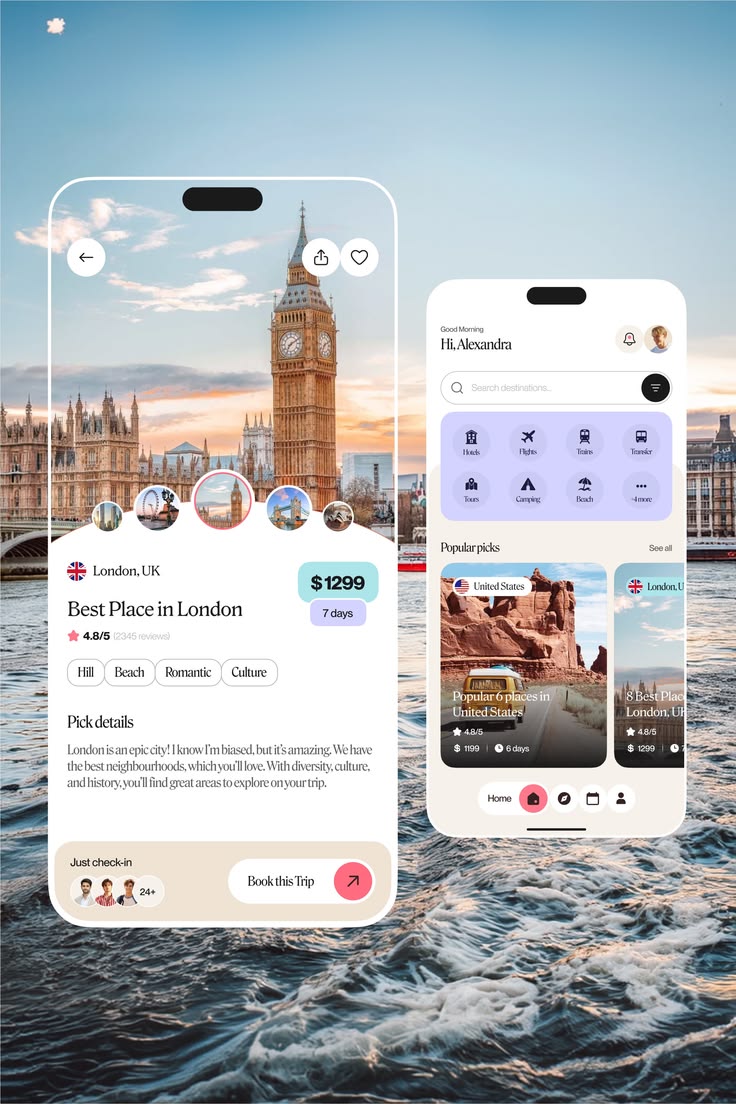 London, UK
Best Place in London
4.8/5 (2345 reviews)
$1299
7 days
Hill
Beach
Romantic
Culture
Pick details
London is an epic city! I know I'm biased, but it's amazing. We have
the best neighbourhoods, which you'll love. With diversity, culture,
and history, you'll find great areas to explore on your trip.
Just check-in
24+
Book this Trip
Good Morning
Hi, Alexandra
Search destinations...
Hotels
Flights
Trains
Transfer
Tours
Camping
Beach
+4 more
Popular picks
See all
United States
Popular 6 places in
United States
4.8/5
$ 1199
6 days
London, U
8 Best Plac
London, UK
4.8/5
$ 1299
7
Home